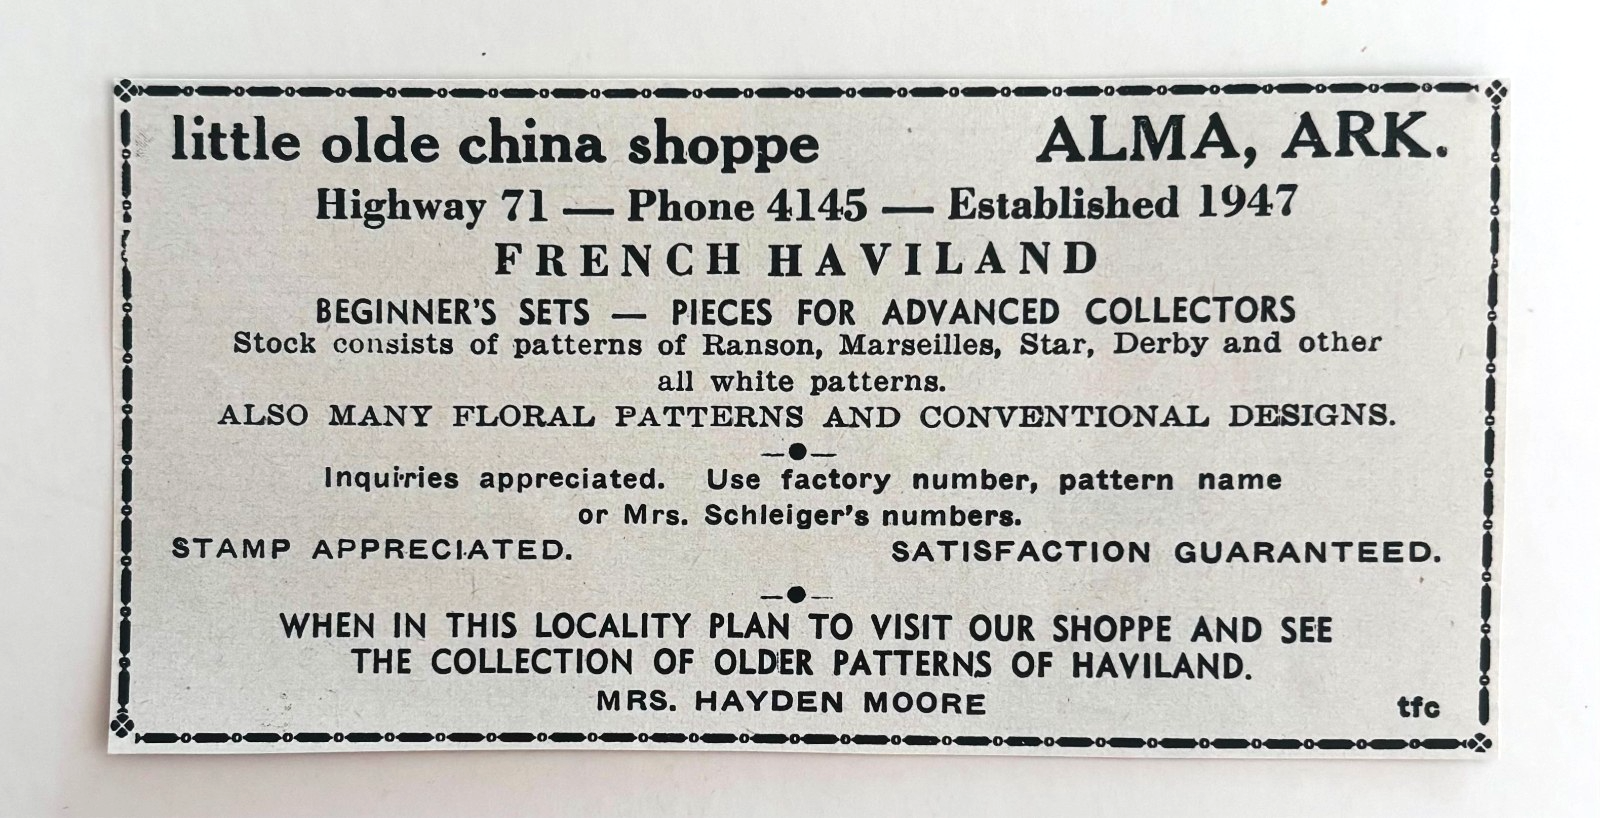 little olde china shoppe ALMA, ARK.
Highway 71 — Phone 4145 — Established 1947
FRENCH HAVILAND
BEGINNER'S SETS — PIECES FOR ADVANCED COLLECTORS
Stock consists of patterns of Ranson, Marseilles, Star, Derby and other
all white patterns.
ALSO MANY FLORAL PATTERNS AND CONVENTIONAL DESIGNS.
Inquiries appreciated. Use factory number, pattern name
or Mrs. Schleiger's numbers.
STAMP APPRECIATED. SATISFACTION GUARANTEED.
WHEN IN THIS LOCALITY PLAN TO VISIT OUR SHOPPE AND SEE
THE COLLECTION OF OLDER PATTERNS OF HAVILAND.
MRS. HAYDEN MOORE tfc